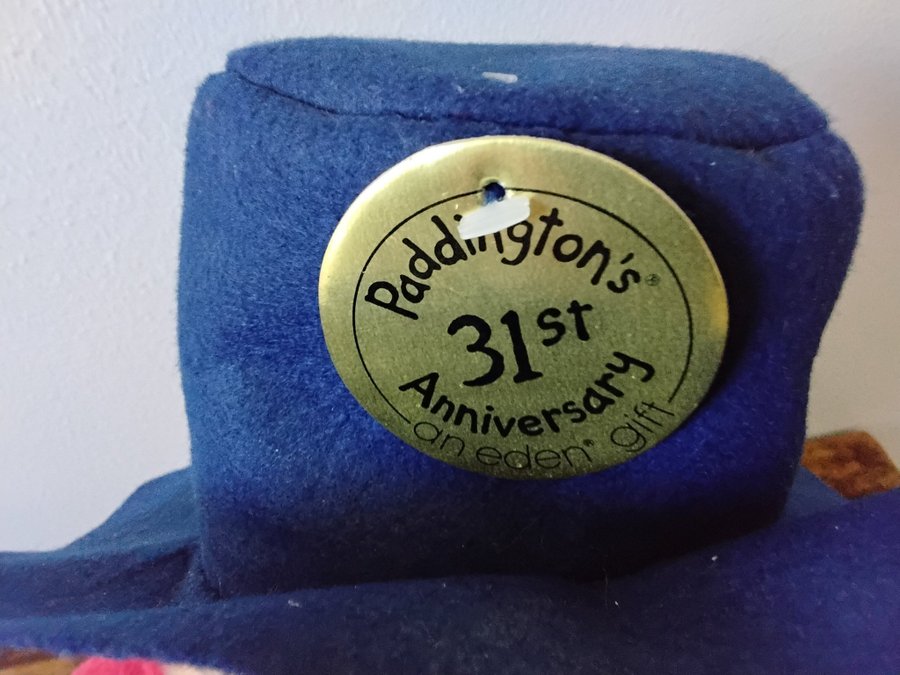 Paddington's®
31st
Anniversary
an eden® gift